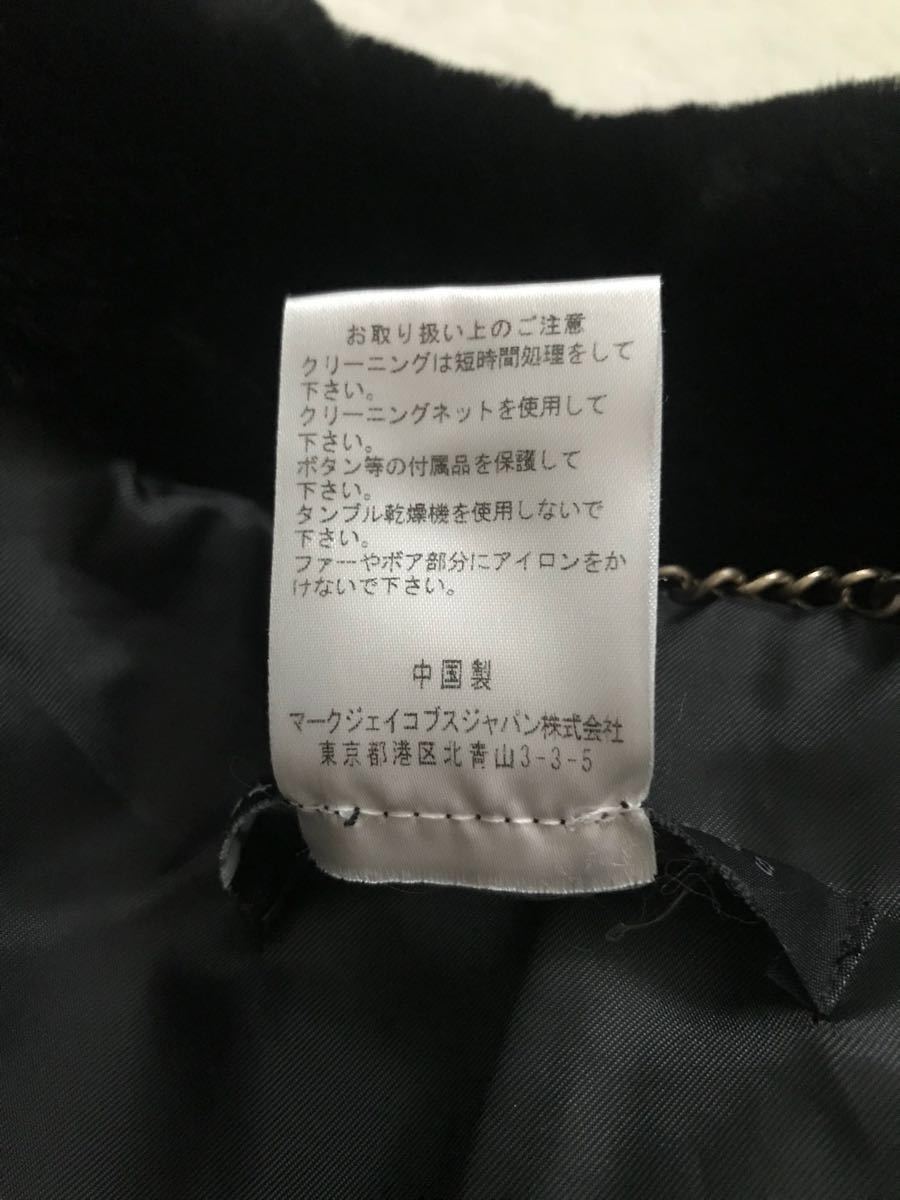 お取り扱い上のご注意
クリーニングは短時間処理をして
下さい。
クリーニングネットを使用して
下さい。
ボタン等の付属品を保護して
下さい。
タンブル乾燥機を使用しないで
下さい。
ファーやボア部分にアイロンをか
けないで下さい。
中国製
マークジェイコブスジャパン株式会社
東京都港区北青山3-3-5